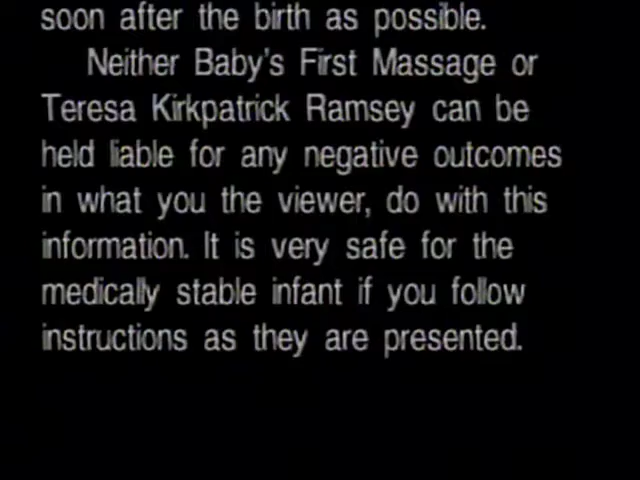 soon after the birth as possible.
Neither Baby's First Massage or
Teresa Kirkpatrick Ramsey can be
held liable for any negative outcomes
in what you the viewer, do with this
information. It is very safe for the
medically stable infant if you follow
instructions as they are presented.